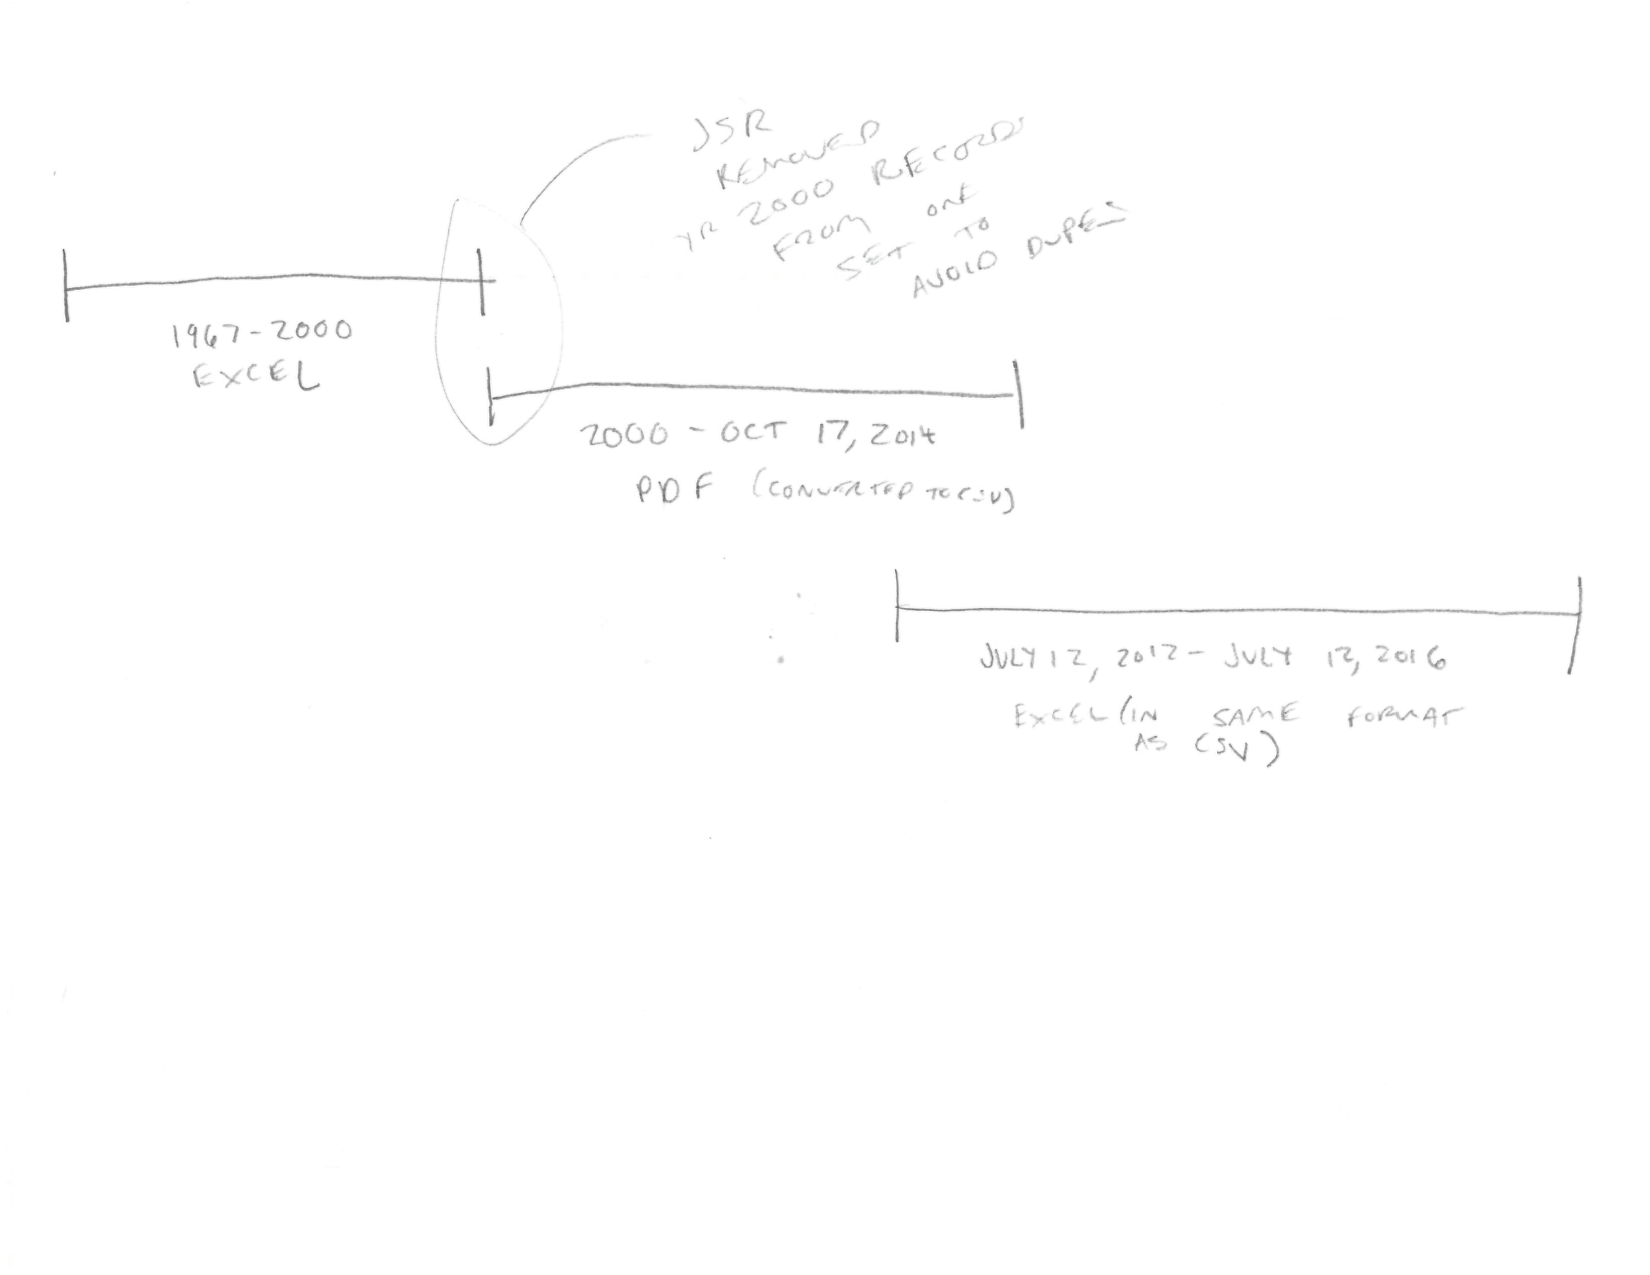 JSR
REMOVED
YR 2000 RECORDS
FROM ONE
SET TO
AVOID DUPES
1967-2000
EXCEL
2000 - OCT 17, 2014
PDF (CONVERTED TO CSV)
JULY 12, 2012 - JULY 12, 2016
EXCEL (IN SAME FORMAT
AS CSV)